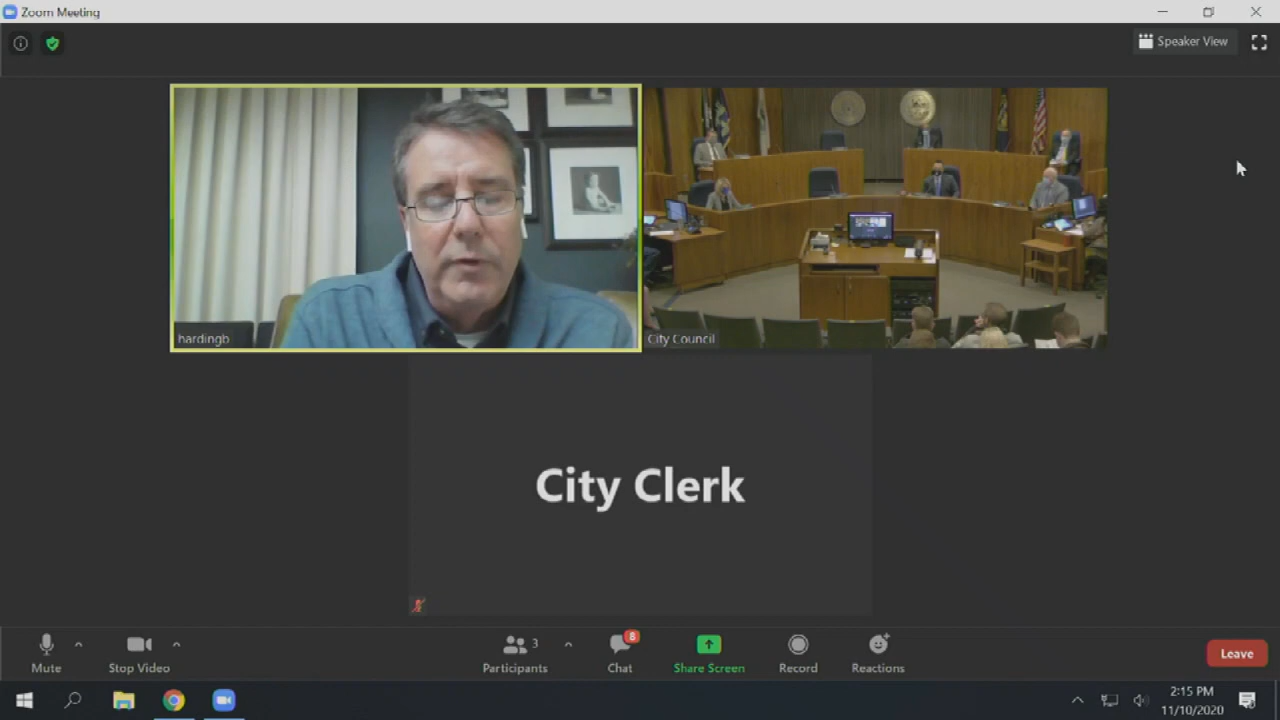 Zoom Meeting
Speaker View
hardingb
City Council
City Clerk
3
8
Mute
Stop Video
Participants
Chat
Share Screen
Record
Reactions
Leave
2:15 PM
11/10/2020